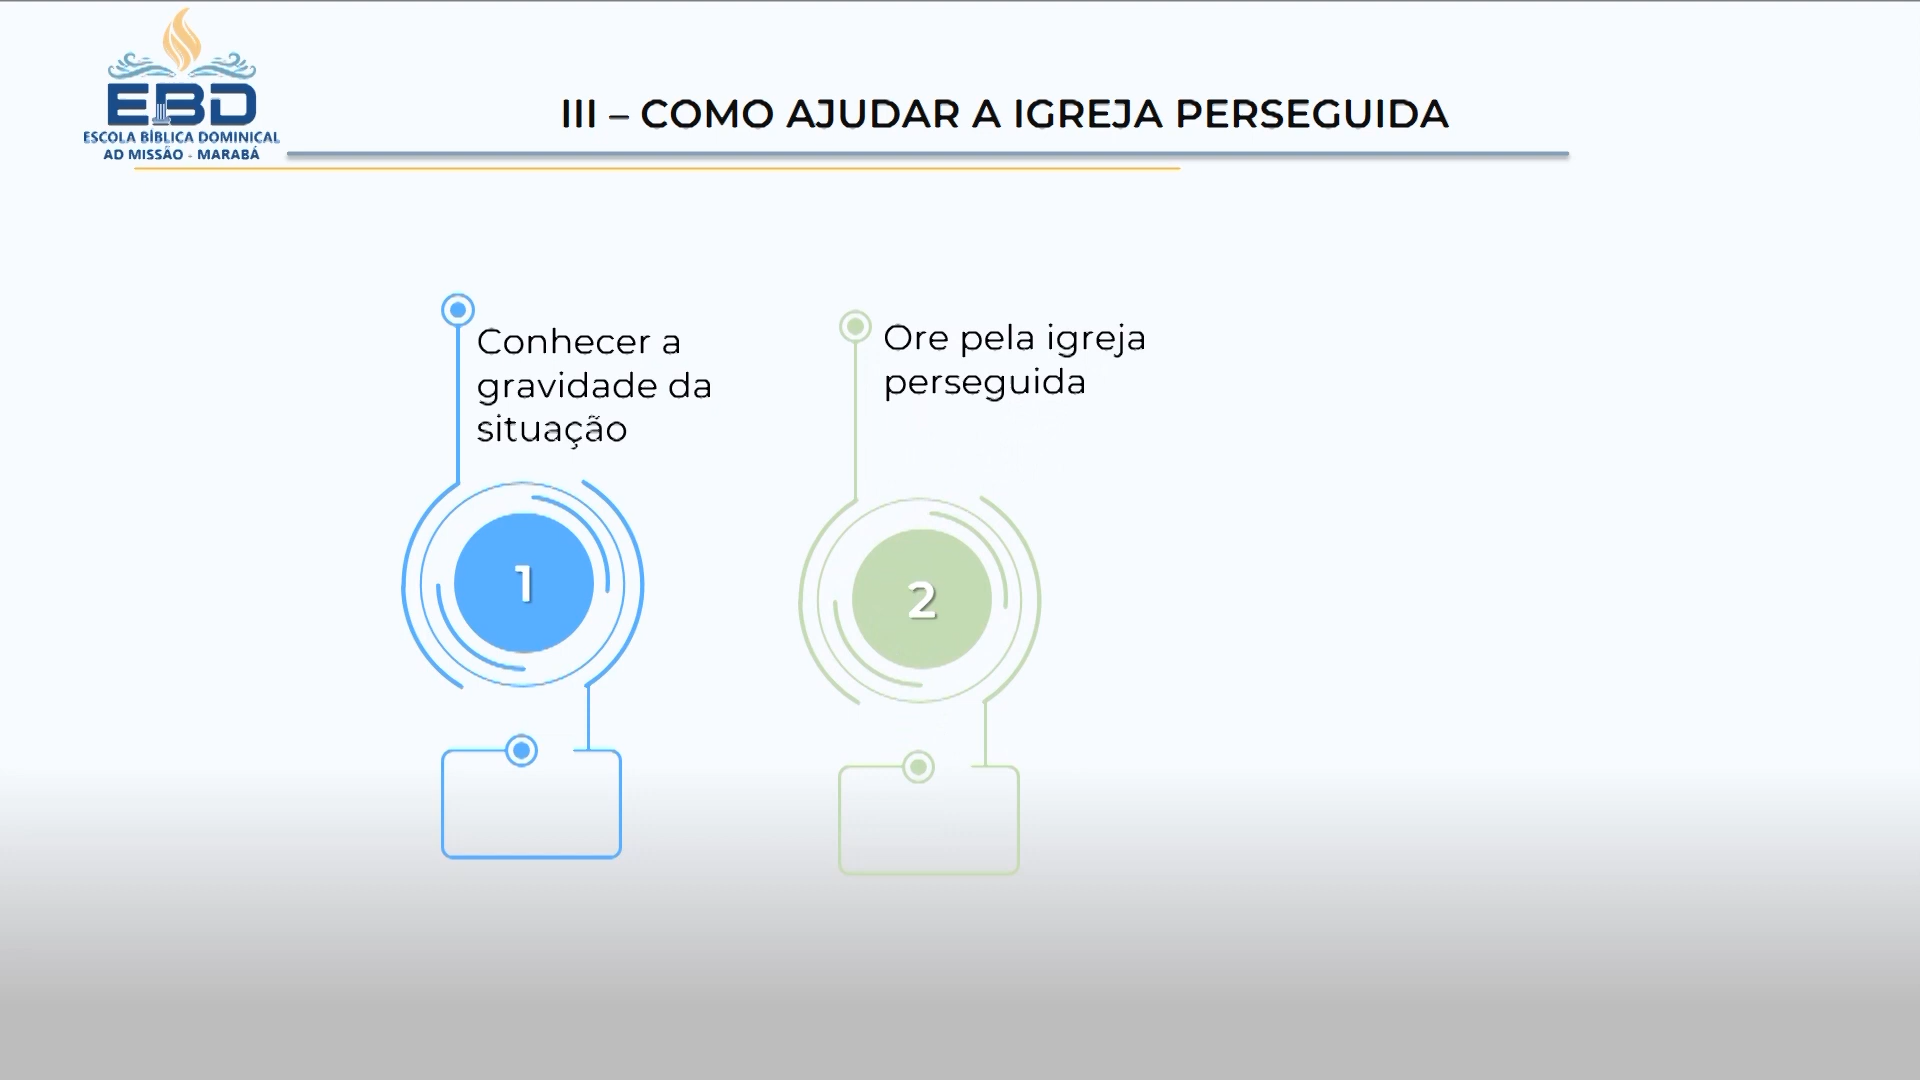 EBD
ESCOLA BÍBLICA DOMINICAL
AD MISSÃO - MARABÁ
III – COMO AJUDAR A IGREJA PERSEGUIDA
Conhecer a
gravidade da
situação
1
Ore pela igreja
perseguida
2